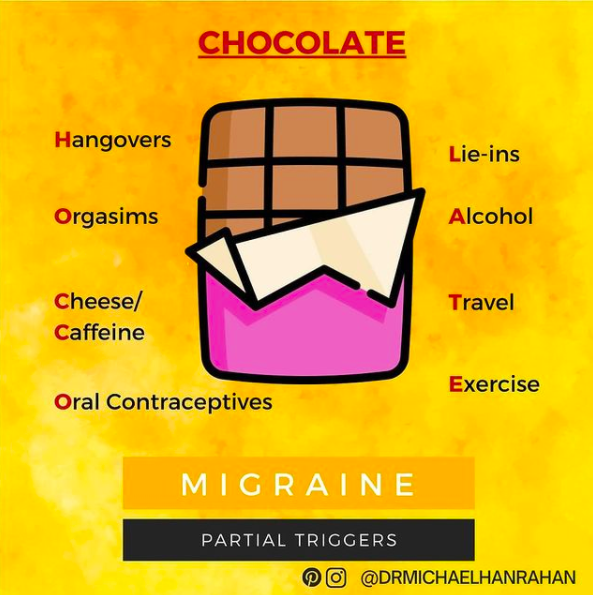 CHOCOLATE
Hangovers
Orgasims
Cheese/
Caffeine
Oral Contraceptives
Lie-ins
Alcohol
Travel
Exercise
MIGRAINE
PARTIAL TRIGGERS
@DRMICHAELHANRAHAN